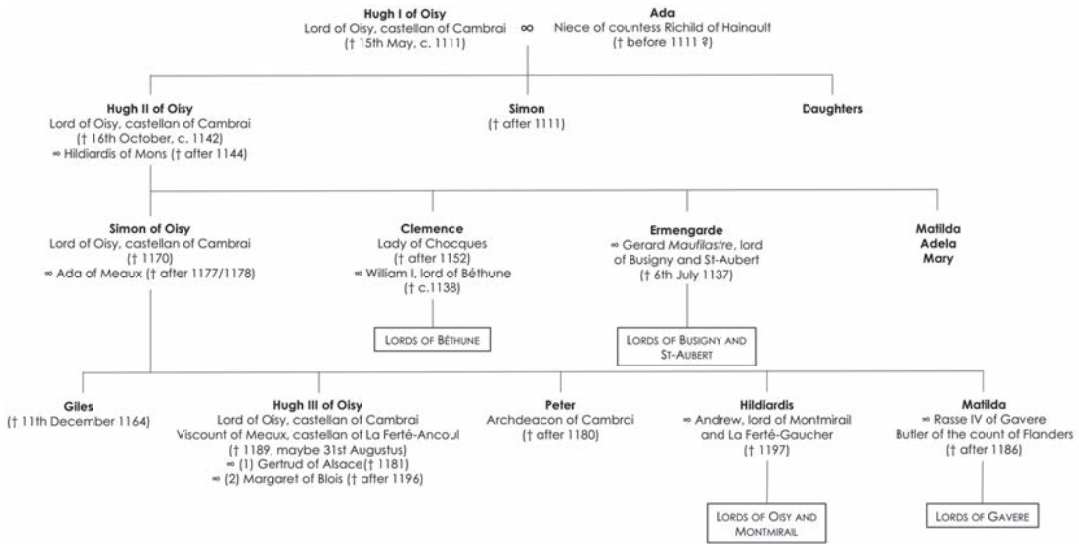 Hugh I of Oisy
Lord of Oisy, castellan of Cambrai
(† 15th May, c. 1111)
∞
Ada
Niece of countess Richild of Hainault
(† before 1111 ?)
Hugh II of Oisy
Lord of Oisy, castellan of Cambrai
(† 16th October, c. 1142)
∞ Hildiardis of Mons († after 1144)
Simon
(† after 1111)
Daughters
Simon of Oisy
Lord of Oisy, castellan of Cambrai
(† 1170)
∞ Ada of Meaux († after 1177/1178)
Clemence
Lady of Chocques
(† after 1152)
∞ William I, lord of Béthune
(† c.1138)
LORDS OF BÉTHUNE
Ermengarde
∞ Gerard Maufilastre, lord
of Busigny and St-Aubert
(† 6th July 1137)
LORDS OF BUSIGNY AND
ST-AUBERT
Matilda
Adela
Mary
Giles
(† 11th December 1164)
Hugh III of Oisy
Lord of Oisy, castellan of Cambrai
Viscount of Meaux, castellan of La Ferté-Ancoul
(† 1189, maybe 31st Augustus)
∞ (1) Gertrud of Alsace († 1181)
∞ (2) Margaret of Blois († after 1196)
Peter
Archdeacon of Cambrai
(† after 1180)
Hildiardis
∞ Andrew, lord of Montmirail
and La Ferté-Gaucher
(† 1197)
LORDS OF OISY AND
MONTMIRAIL
Matilda
∞ Rasse IV of Gavere
Butler of the count of Flanders
(† after 1186)
LORDS OF GAVERE